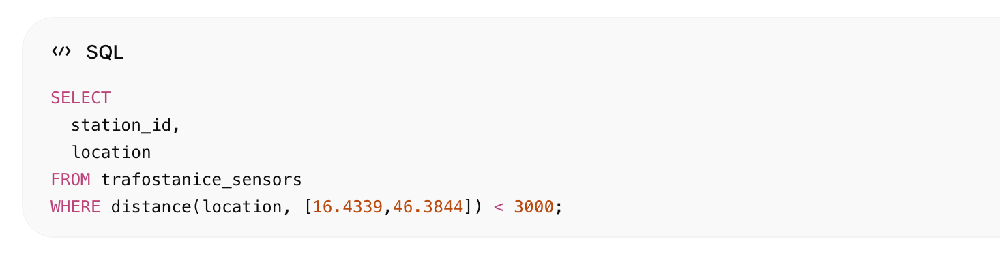 </> SQL
SELECT
  station_id,
  location
FROM trafostanice_sensors
WHERE distance(location, [16.4339,46.3844]) < 3000;